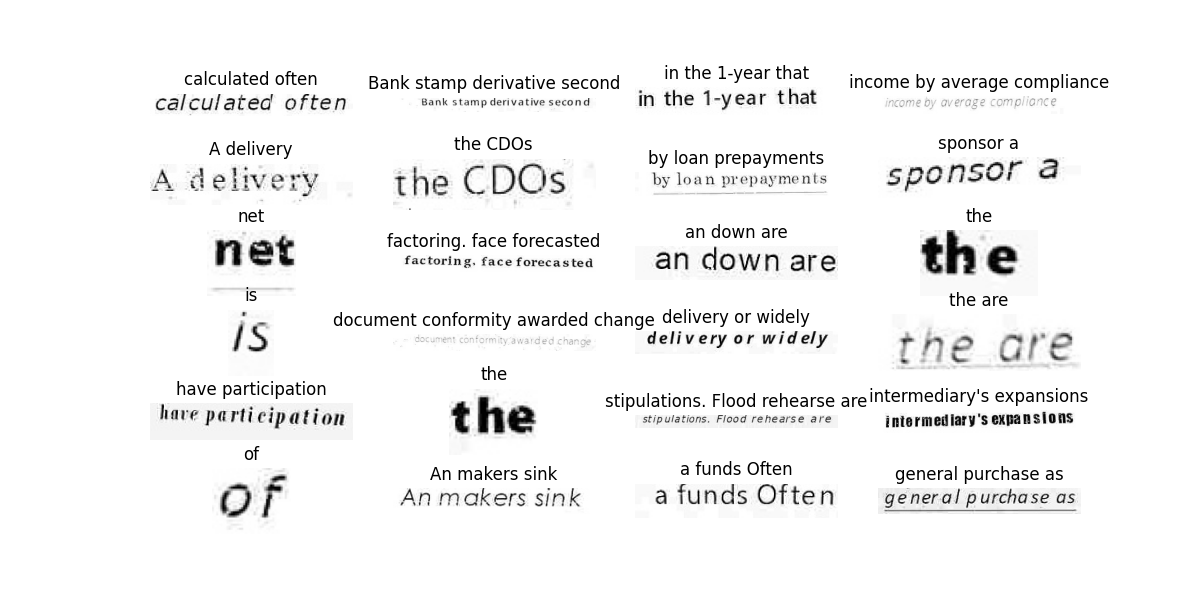 calculated often
calculated often
Bank stamp derivative second
Bank stamp derivative second
in the 1-year that
in the 1-year that
income by average compliance
income by average compliance
A delivery
A delivery
the CDOs
the CDOs
by loan prepayments
by loan prepayments
sponsor a
sponsor a
net
net
factoring. face forecasted
factoring. face forecasted
an down are
an down are
the
the
is
is
document conformity awarded change
document conformity awarded change
delivery or widely
delivery or widely
the are
the are
have participation
have participation
the
the
stipulations. Flood rehearse are
stipulations. Flood rehearse are
intermediary's expansions
intermediary's expansions
of
of
An makers sink
An makers sink
a funds Often
a funds Often
general purchase as
general purchase as